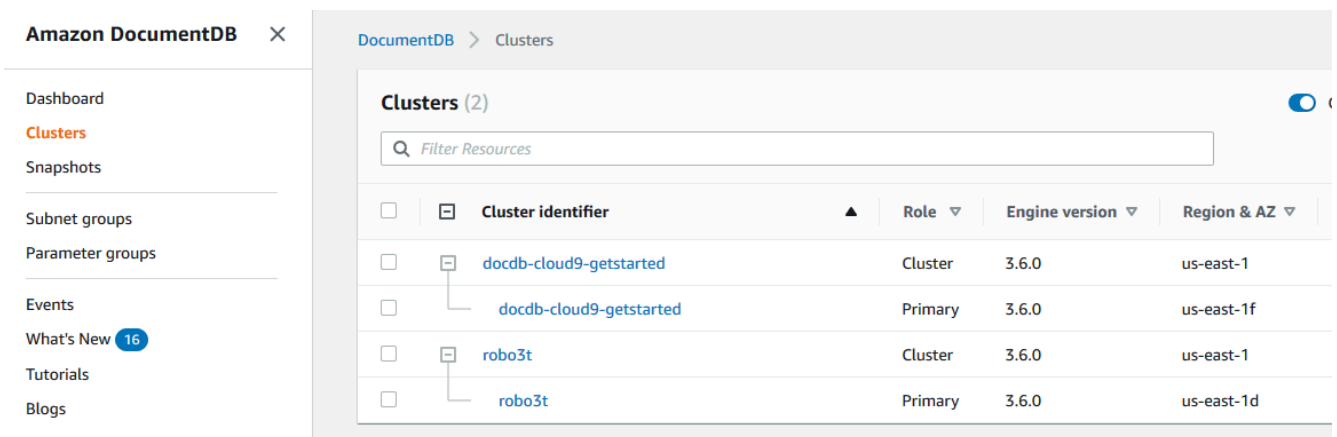 Amazon DocumentDB
Dashboard
Clusters
Snapshots
Subnet groups
Parameter groups
Events
What's New 16
Tutorials
Blogs
DocumentDB > Clusters
Clusters (2)
Filter Resources
Cluster identifier Role Engine version Region & AZ
docdb-cloud9-getstarted Cluster 3.6.0 us-east-1
docdb-cloud9-getstarted Primary 3.6.0 us-east-1f
robo3t Cluster 3.6.0 us-east-1
robo3t Primary 3.6.0 us-east-1d